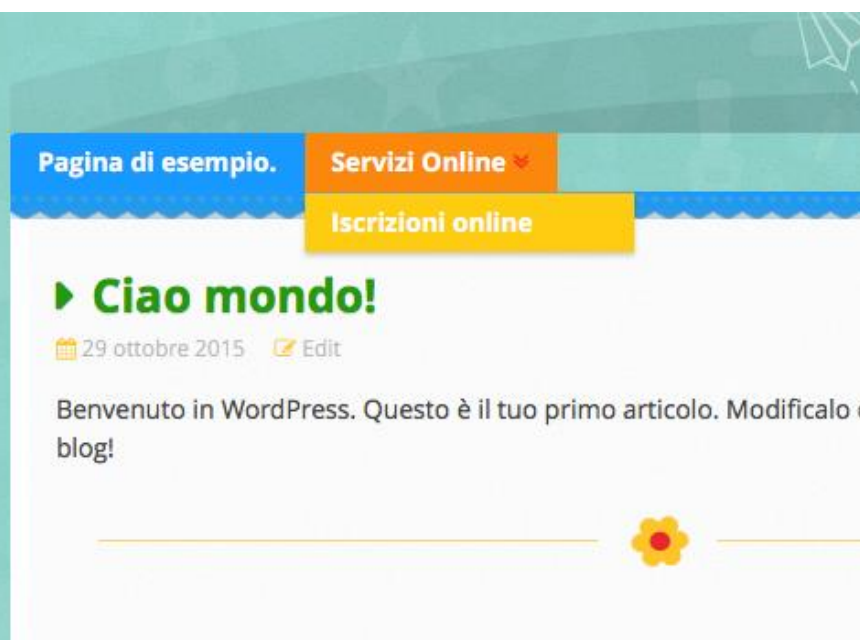 Pagina di esempio. Servizi Online
Iscrizioni online
Ciao mondo!
29 ottobre 2015 Edit
Benvenuto in WordPress. Questo è il tuo primo articolo. Modificalo
blog!